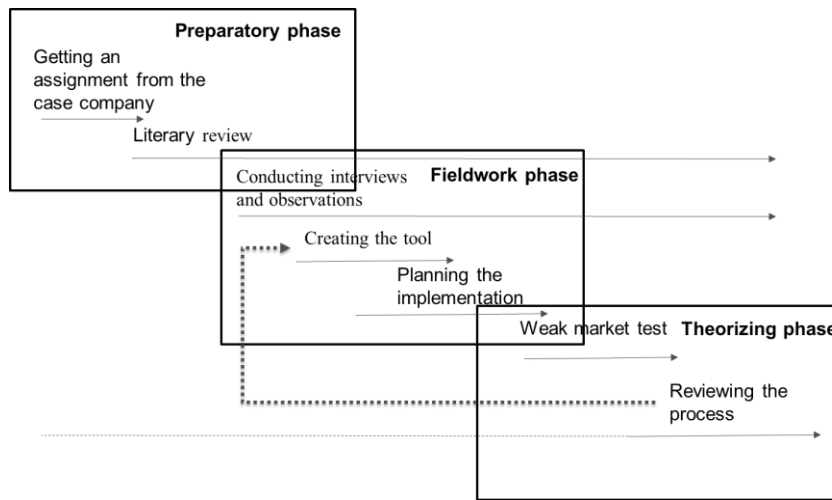 Preparatory phase
Getting an
assignment from the
case company
Literary review
Conducting interviews
and observations
Fieldwork phase
Creating the tool
Planning the
implementation
Weak market test
Theorizing phase
Reviewing the
process